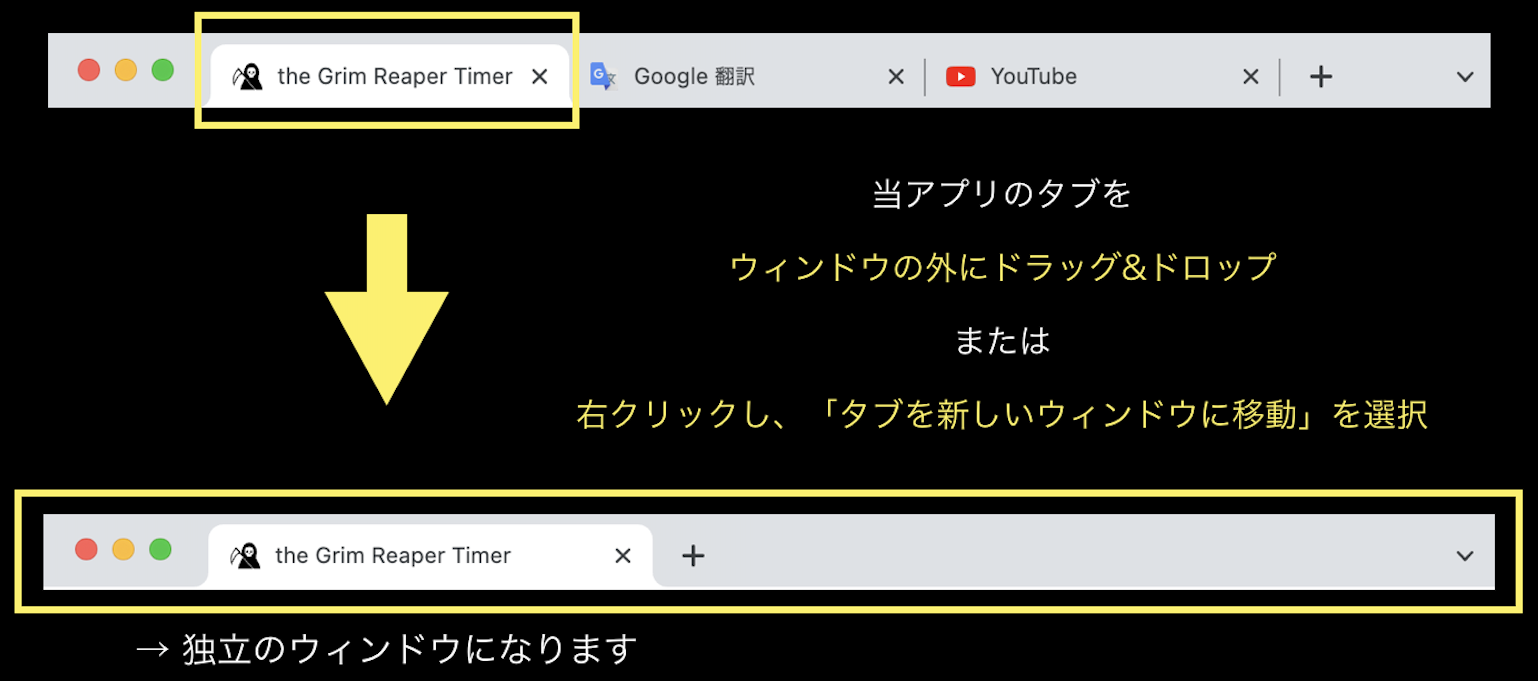 the Grim Reaper Timer
Google 翻訳
YouTube
当アプリのタブを
ウィンドウの外にドラッグ&ドロップ
または
右クリックし、「タブを新しいウィンドウに移動」を選択
the Grim Reaper Timer
→ 独立のウィンドウになります